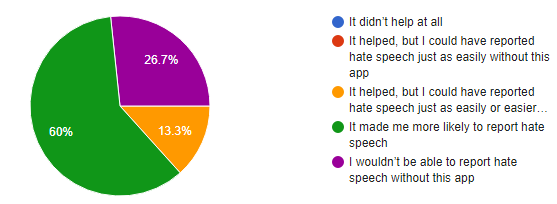 26.7%
60%
13.3%
It didn't help at all
It helped, but I could have reported
hate speech just as easily without this
app
It helped, but I could have reported
hate speech just as easily or easier…
It made me more likely to report hate
speech
I wouldn't be able to report hate
speech without this app